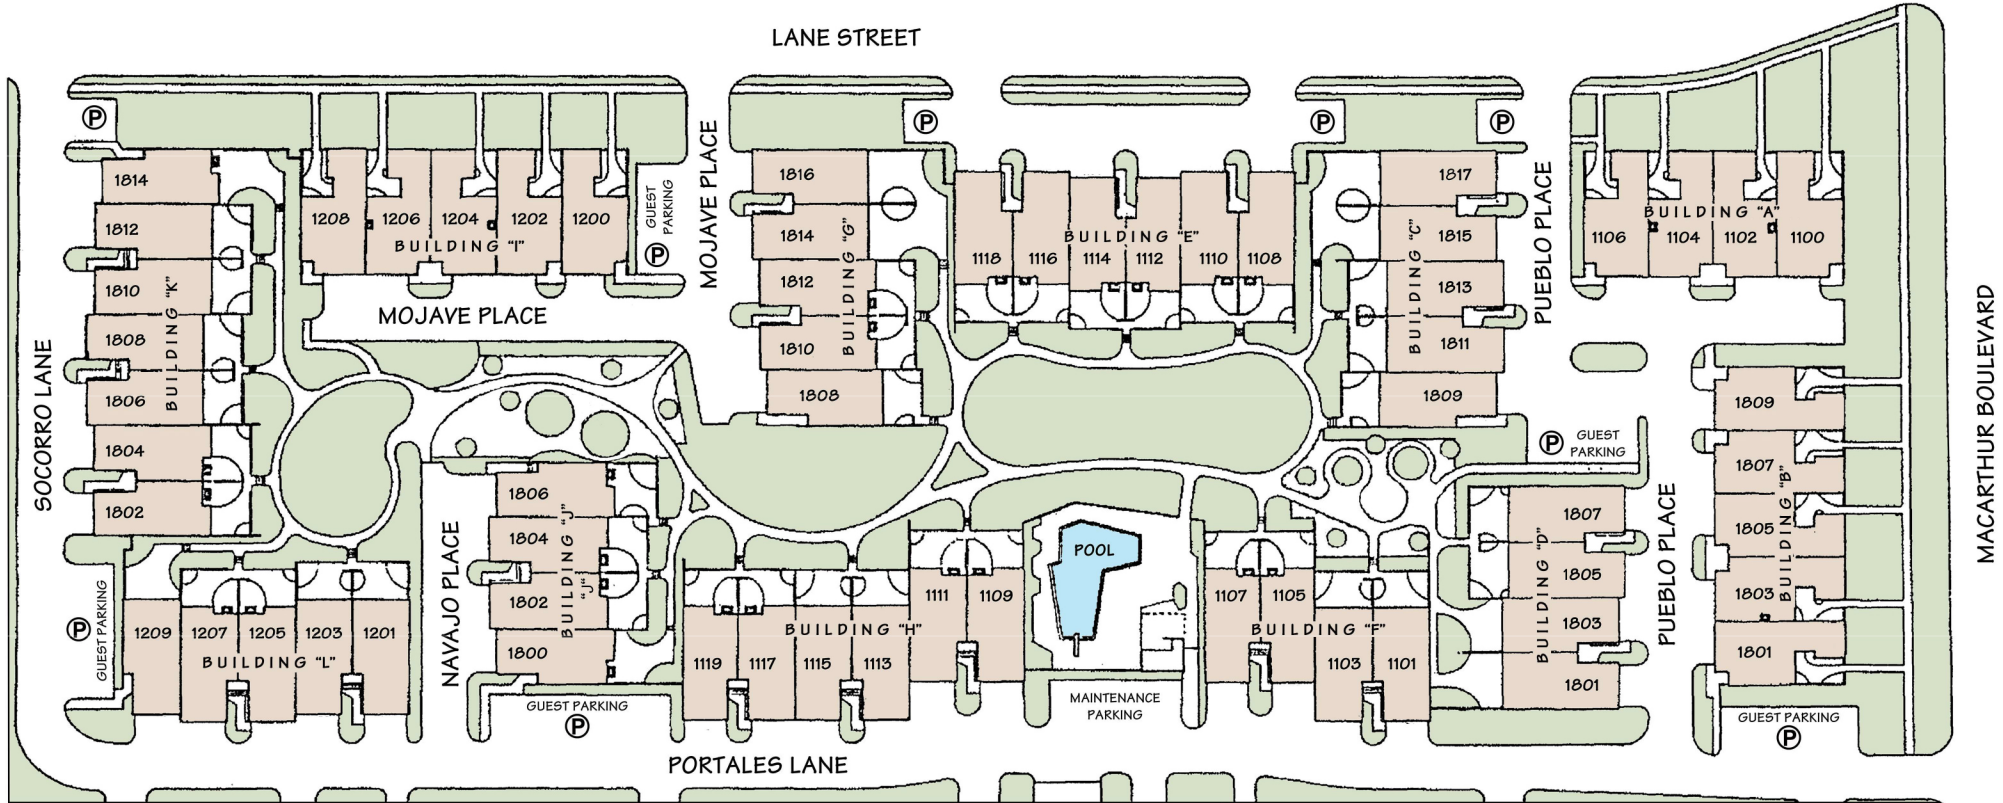 LANE STREET
P
P
P
P
1814
1812
1810
1808
1806
1804
1802
BUILDING "K"
SOCORRO LANE
1208
1206
1204
1202
1200
BUILDING "I"
GUEST
PARKING
P
MOJAVE PLACE
MOJAVE PLACE
1816
1814
1812
1810
1808
BUILDING "G"
1118
1116
1114
1112
1110
1108
BUILDING "E"
1817
1815
1813
1811
1809
BUILDING "C"
PUEBLO PLACE
1106
1104
1102
1100
BUILDING "A"
MACARTHUR BOULEVARD
P
GUEST
PARKING
1809
1807
1805
1803
1801
BUILDING "B"
GUEST PARKING
P
PUEBLO PLACE
1807
1805
1803
1801
BUILDING "D"
1107
1105
1103
1101
BUILDING "F"
POOL
MAINTENANCE
PARKING
1119
1117
1115
1113
1111
1109
BUILDING "H"
1806
1804
1802
1800
BUILDING "J"
"J"
GUEST PARKING
P
NAVAJO PLACE
1209
1207
1205
1203
1201
BUILDING "L"
P
GUEST PARKING
PORTALES LANE